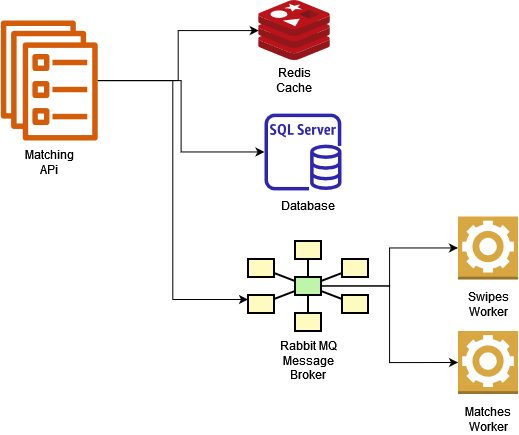 Redis
Cache
SQL Server
Matching
APi
Database
Swipes
Worker
Rabbit MQ
Message
Broker
Matches
Worker